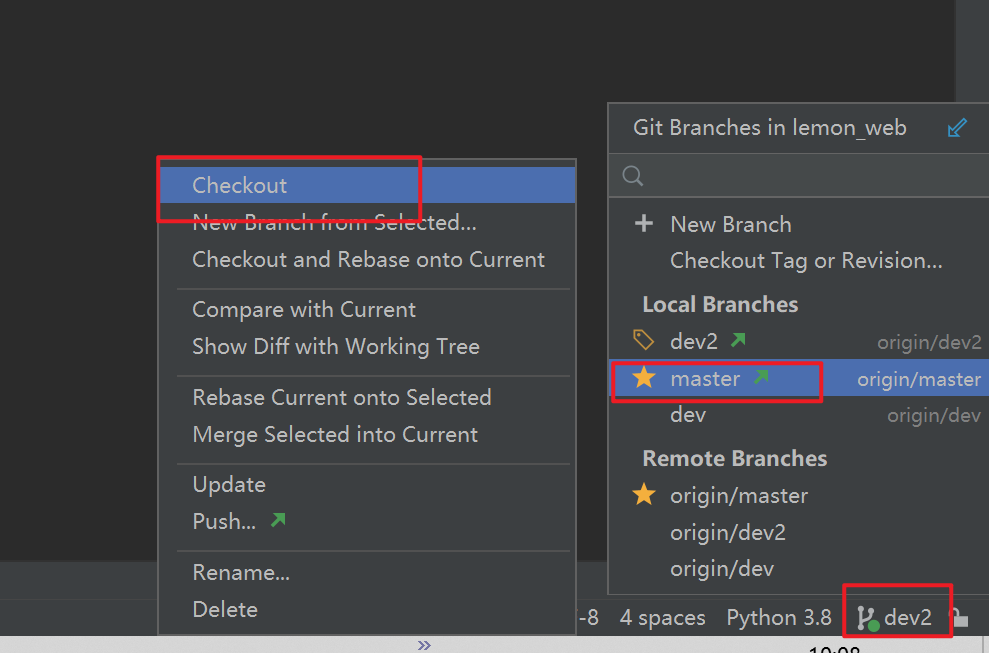 Git Branches in lemon_web
New Branch
Checkout Tag or Revision...
Local Branches
dev2 origin/dev2
master origin/master
dev origin/dev
Remote Branches
origin/master
origin/dev2
origin/dev
Checkout
New Branch from Selected...
Checkout and Rebase onto Current
Compare with Current
Show Diff with Working Tree
Rebase Current onto Selected
Merge Selected into Current
Update
Push...
Rename...
Delete
-8 4 spaces Python 3.8 dev2